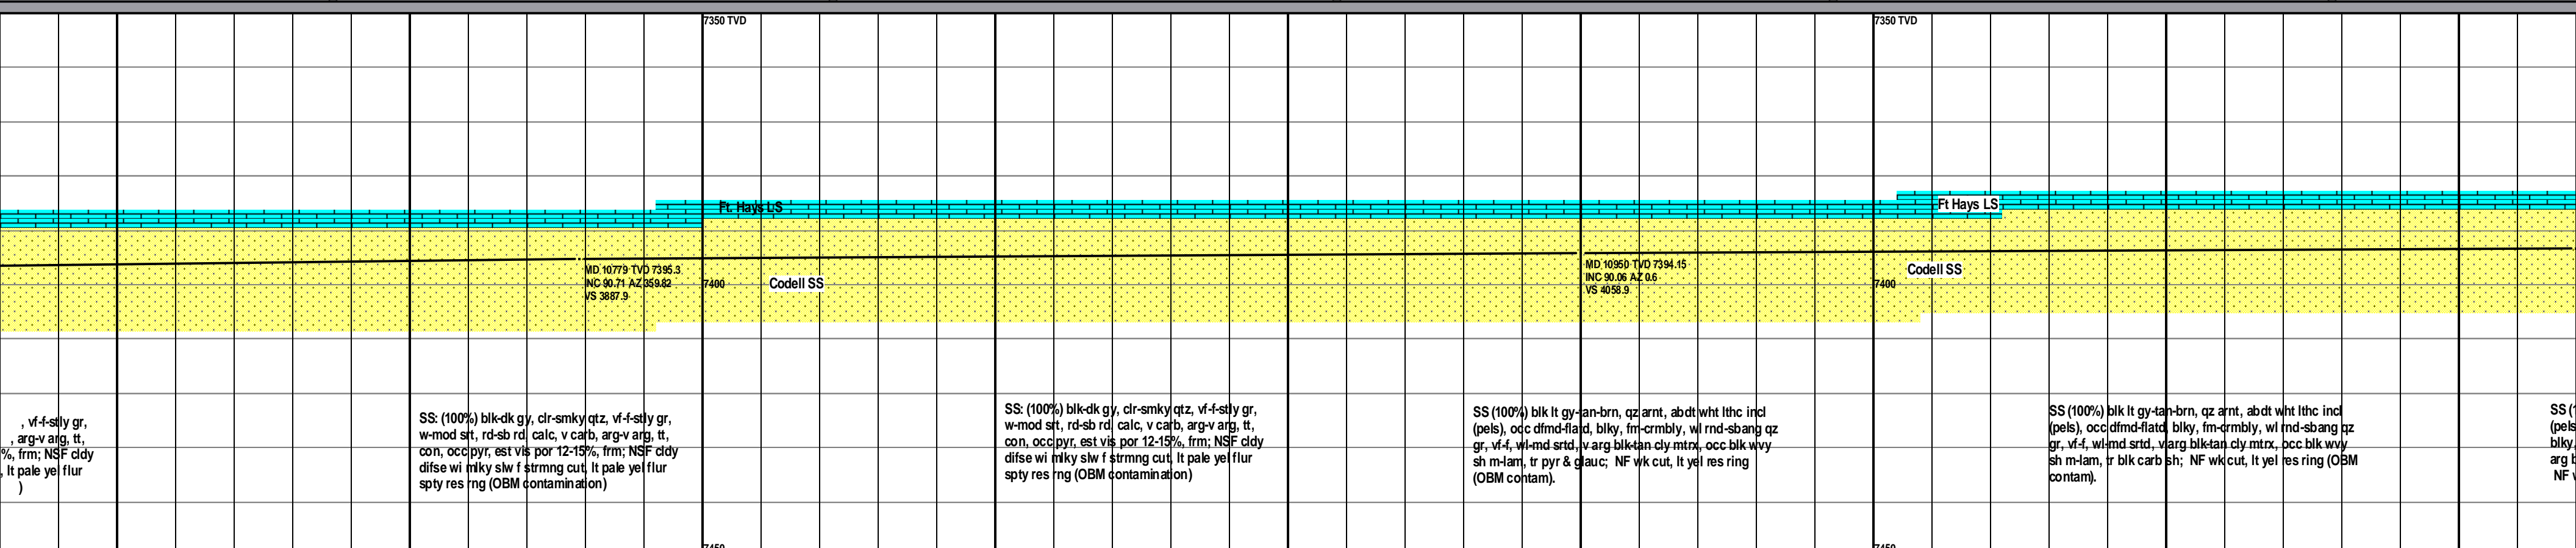 7350 TVD
7350 TVD
Ft. Hays LS
Ft Hays LS
MD 10779 TVD 7395.3
INC 90.71 AZ 359.82
VS 3887.9
7400
Codell SS
MD 10950 TVD 7394.15
INC 90.06 AZ 0.6
VS 4058.9
Codell SS
7400
, vf-f-stly gr,
, arg-v arg, tt,
%, frm; NSF cldy
, lt pale yel flur
)
SS: (100%) blk-dk gy, clr-smky qtz, vf-f-stly gr,
w-mod srt, rd-sb rd, calc, v carb, arg-v arg, tt,
con, occ pyr, est vis por 12-15%, frm; NSF cldy
difse wi mlky slw f strmng cut, lt pale yel flur
spty res rng (OBM contamination)
SS: (100%) blk-dk gy, clr-smky qtz, vf-f-stly gr,
w-mod srt, rd-sb rd, calc, v carb, arg-v arg, tt,
con, occ pyr, est vis por 12-15%, frm; NSF cldy
difse wi mlky slw f strmng cut, lt pale yel flur
spty res rng (OBM contamination)
SS (100%) blk lt gy-tan-brn, qz arnt, abdt wht lthc incl
(pels), occ dfmd-flatd, blky, fm-crmbly, wl rnd-sbang qz
gr, vf-f, wl-md srtd, v arg blk-tan cly mtrx, occ blk wvy
sh m-lam, tr pyr & glauc;  NF wk cut, lt yel res ring
(OBM contam).
SS (100%) blk lt gy-tan-brn, qz arnt, abdt wht lthc incl
(pels), occ dfmd-flatd, blky, fm-crmbly, wl rnd-sbang qz
gr, vf-f, wl-md srtd, v arg blk-tan cly mtrx, occ blk wvy
sh m-lam, tr blk carb sh;  NF wk cut, lt yel res ring (OBM
contam).
SS (1
(pels
blky,
arg b
NF w
7450
7450